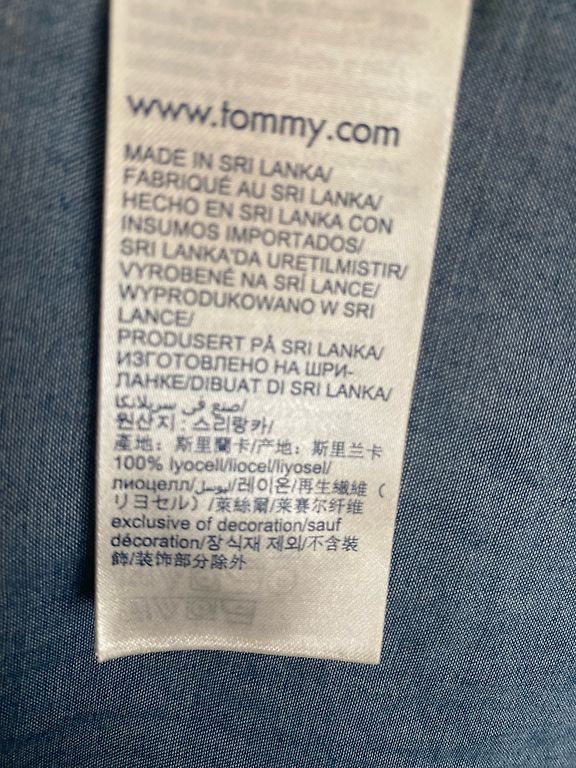 www.tommy.com
MADE IN SRI LANKA/
FABRIQUÉ AU SRI LANKA/
HECHO EN SRI LANKA CON
INSUMOS IMPORTADOS/
SRI LANKA'DA URETILMISTIR/
VYROBENÉ NA SRÍ LANCE/
WYPRODUKOWANO W SRI
LANCE/
PRODUSERT PÅ SRI LANKA/
ИЗГОТОВЛЕНО НА ШРИ-
ЛАНКЕ/DIBUAT DI SRI LANKA/
صنع في سريلانكا/
원산지 : 스리랑카/
產地: 斯里蘭卡/产地: 斯里兰卡
100% lyocell/liocel/liyosel/
лиоцелл/ليوسل/레이온/再生繊維 (
リヨセル) /萊絲爾/莱赛尔纤维
exclusive of decoration/sauf
décoration/장식재 제외/不含裝
飾/装饰部分除外